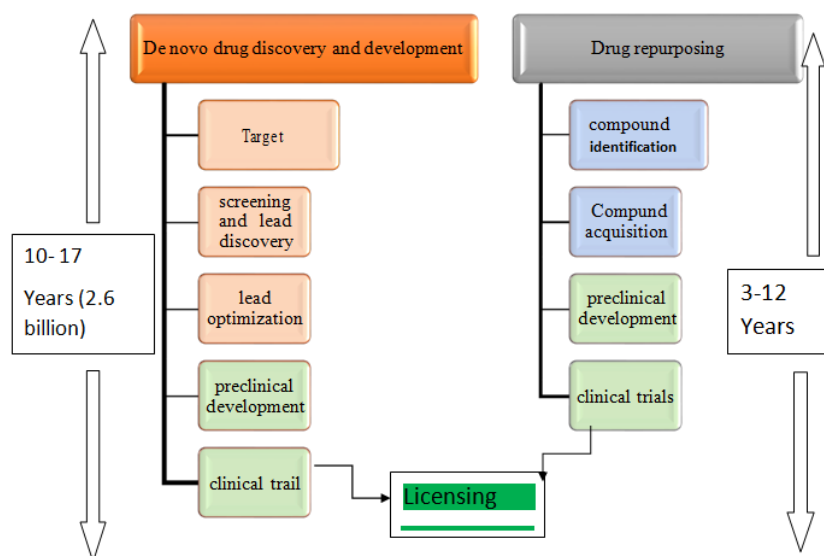 De novo drug discovery and development
Target
screening
and lead
discovery
lead
optimization
preclinical
development
clinical trail
10- 17
Years (2.6
billion)
Drug repurposing
compound
identification
Compund
acquisition
preclinical
development
clinical trials
3-12
Years
Licensing